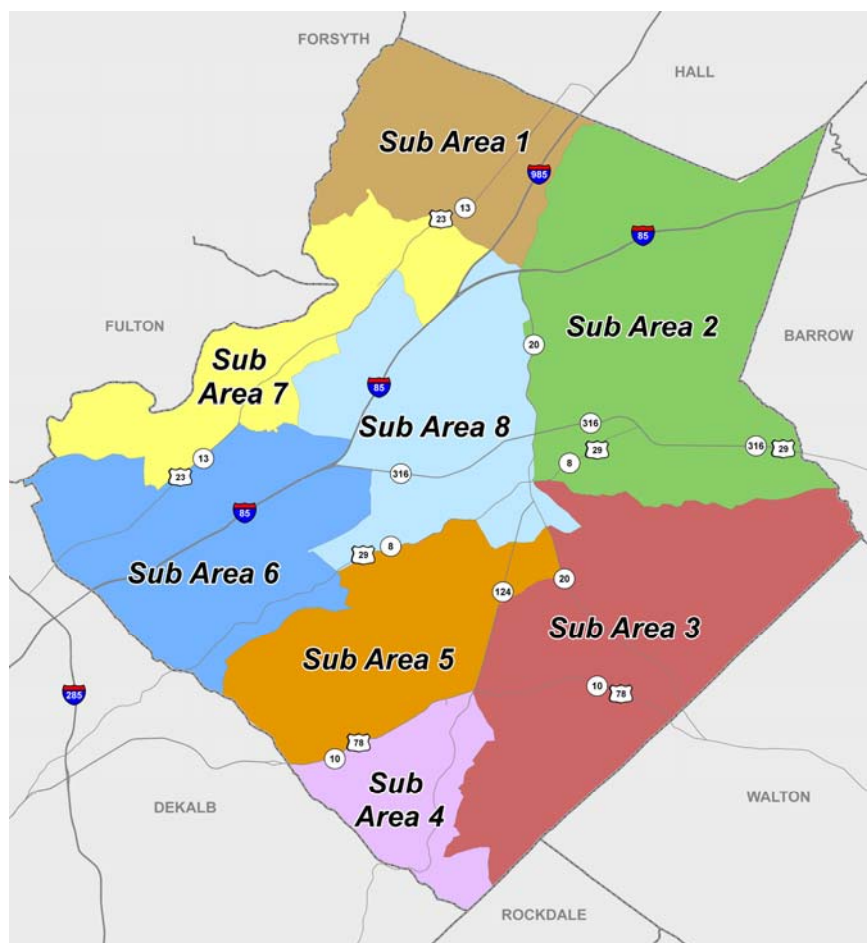 FORSYTH
HALL
Sub Area 1
985
13
23
85
FULTON
Sub Area 2
BARROW
20
Sub
Area 7
85
Sub Area 8
316
29
316
29
8
13
23
316
85
8
29
Sub Area 6
20
124
Sub Area 3
Sub Area 5
10
78
285
78
10
Sub
Area 4
DEKALB
WALTON
ROCKDALE